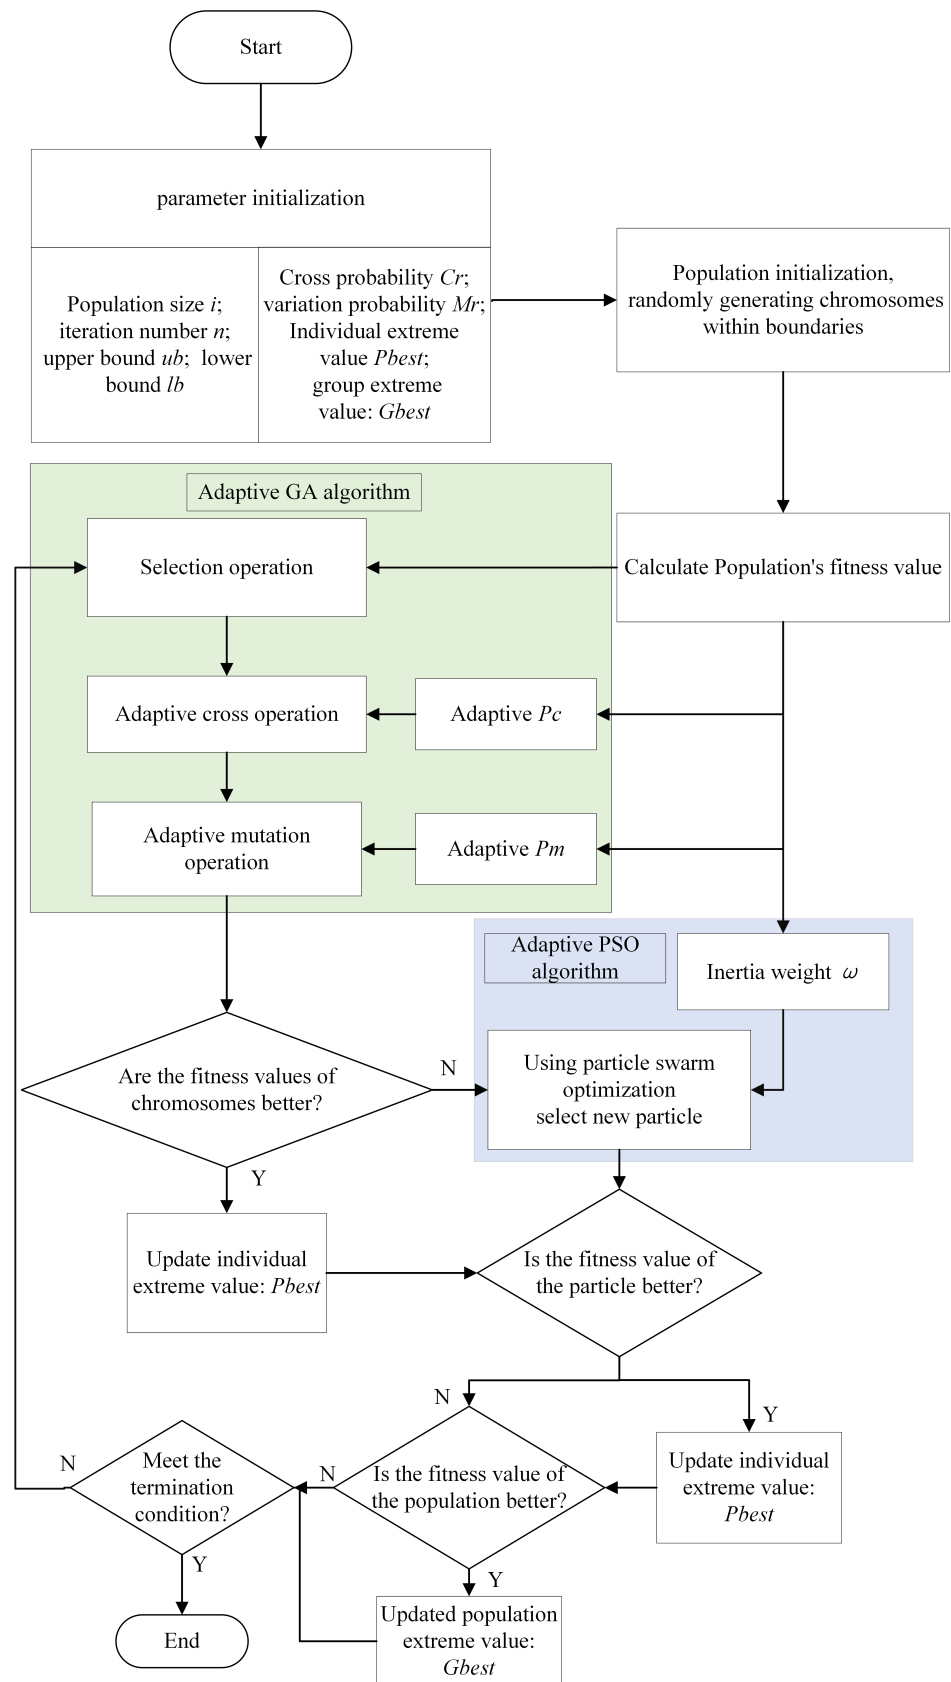 Start
parameter initialization
Population size i;
iteration number n;
upper bound ub; lower
bound lb
Cross probability Cr;
variation probability Mr;
Individual extreme
value Pbest;
group extreme
value: Gbest
Population initialization,
randomly generating chromosomes
within boundaries
Adaptive GA algorithm
Selection operation
Calculate Population's fitness value
Adaptive cross operation
Adaptive Pc
Adaptive mutation
operation
Adaptive Pm
Adaptive PSO
algorithm
Inertia weight ω
Are the fitness values of
chromosomes better?
N
Using particle swarm
optimization
select new particle
Y
Update individual
extreme value: Pbest
Is the fitness value of
the particle better?
N
Y
Meet the
termination
condition?
N
Is the fitness value of
the population better?
N
Update individual
extreme value:
Pbest
Y
Y
End
Updated population
extreme value:
Gbest